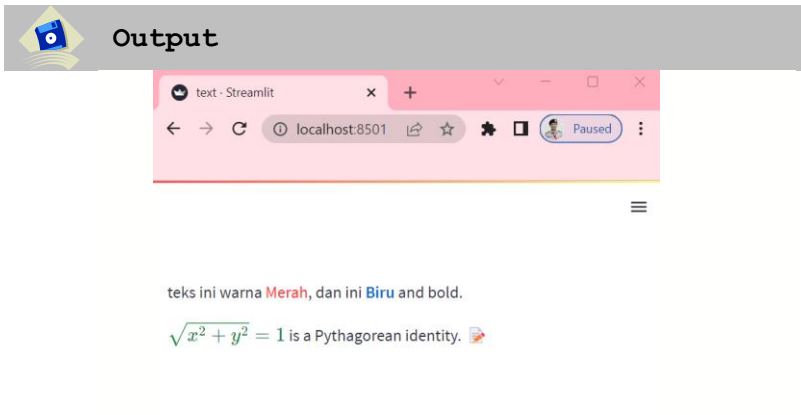 Output
text · Streamlit
localhost:8501
Paused
teks ini warna Merah, dan ini Biru and bold.
√x² + y² = 1 is a Pythagorean identity.